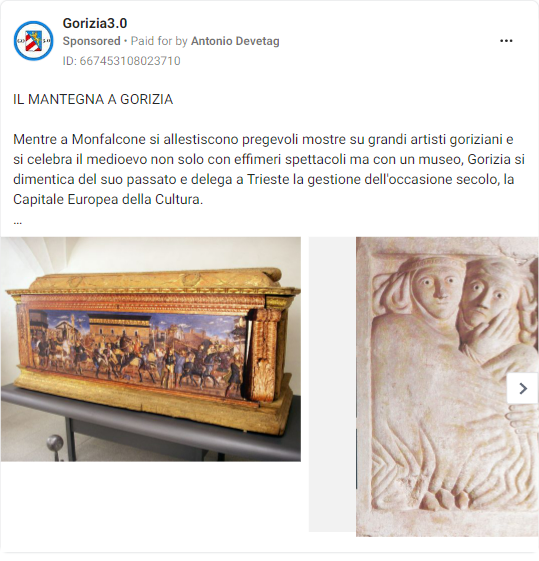 Gorizia3.0
Sponsored • Paid for by Antonio Devetag
ID: 667453108023710
IL MANTEGNA A GORIZIA
Mentre a Monfalcone si allestiscono pregevoli mostre su grandi artisti goriziani e
si celebra il medioevo non solo con effimeri spettacoli ma con un museo, Gorizia si
dimentica del suo passato e delega a Trieste la gestione dell'occasione secolo, la
Capitale Europea della Cultura.
...